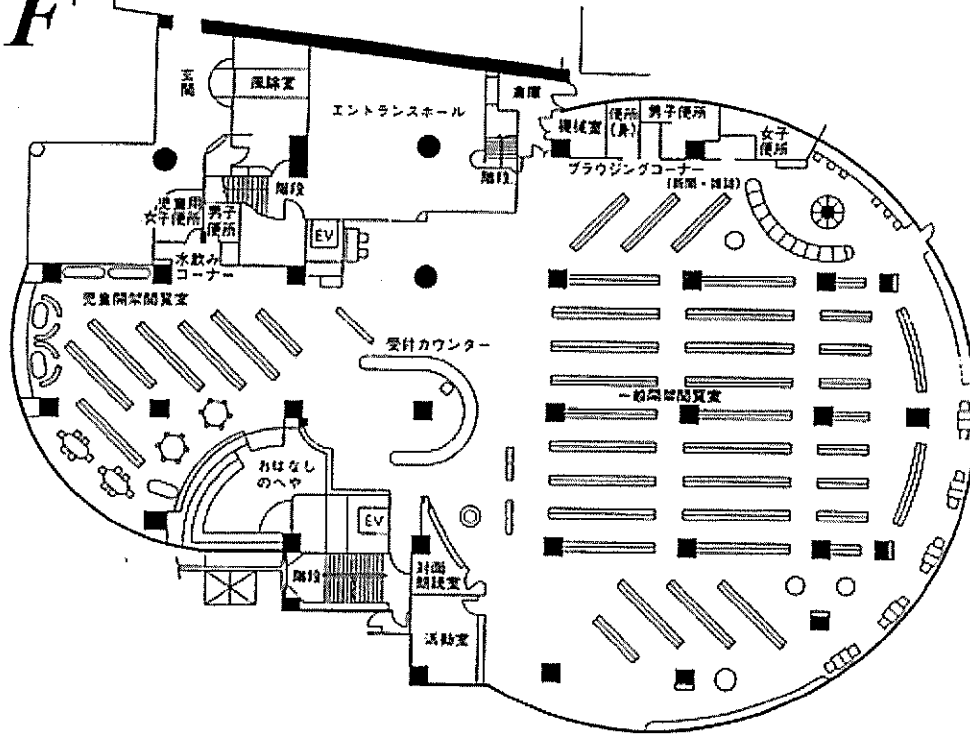 F
玄関
風除室
エントランスホール
倉庫
機械室
便所
(身)
男子便所
女子
便所
階段
ブラウジングコーナー
(新聞・雑誌)
階段
児童用
女子便所
男子
便所
EV
水飲み
コーナー
児童開架閲覧室
受付カウンター
一般開架閲覧室
おはなし
のへや
EV
階段
対面
朗読室
活動室